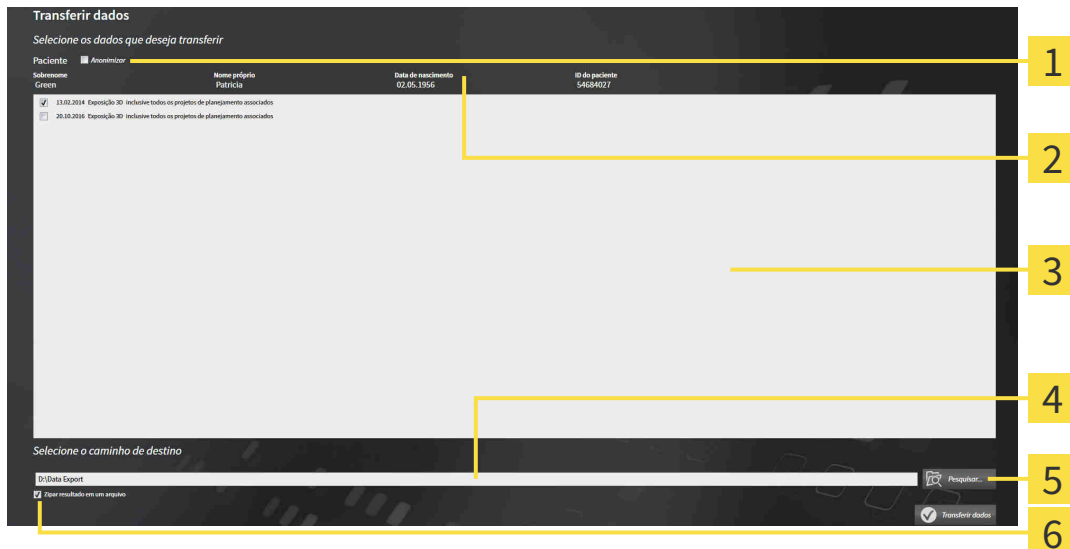 Transferir dados
Selecione os dados que deseja transferir
Paciente Anonimizar
1
Sobrenome Nome próprio Data de nascimento ID do paciente
Green Patricia 02.05.1956 54684027
13.02.2014 Exposição 3D inclusive todos os projetos de planejamento associados
20.10.2016 Exposição 3D inclusive todos os projetos de planejamento associados
2
3
4
Selecione o caminho de destino
D:\Data Export Pesquisar...
5
Zipar resultado em um arquivo
Transferir dados
6